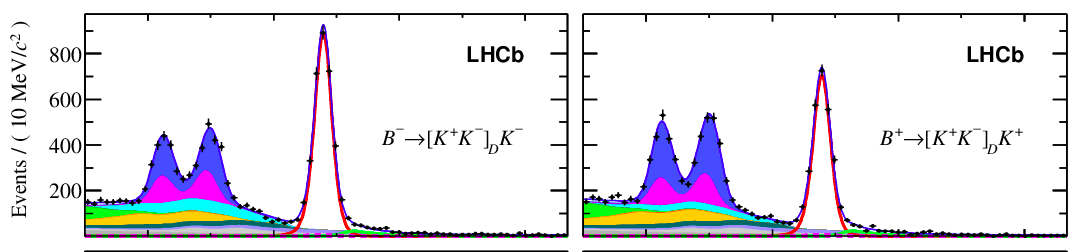 Events / ( 10 MeV/c² )
800
600
400
200
LHCb
B⁻→[K⁺K⁻]_D K⁻
LHCb
B⁺→[K⁺K⁻]_D K⁺